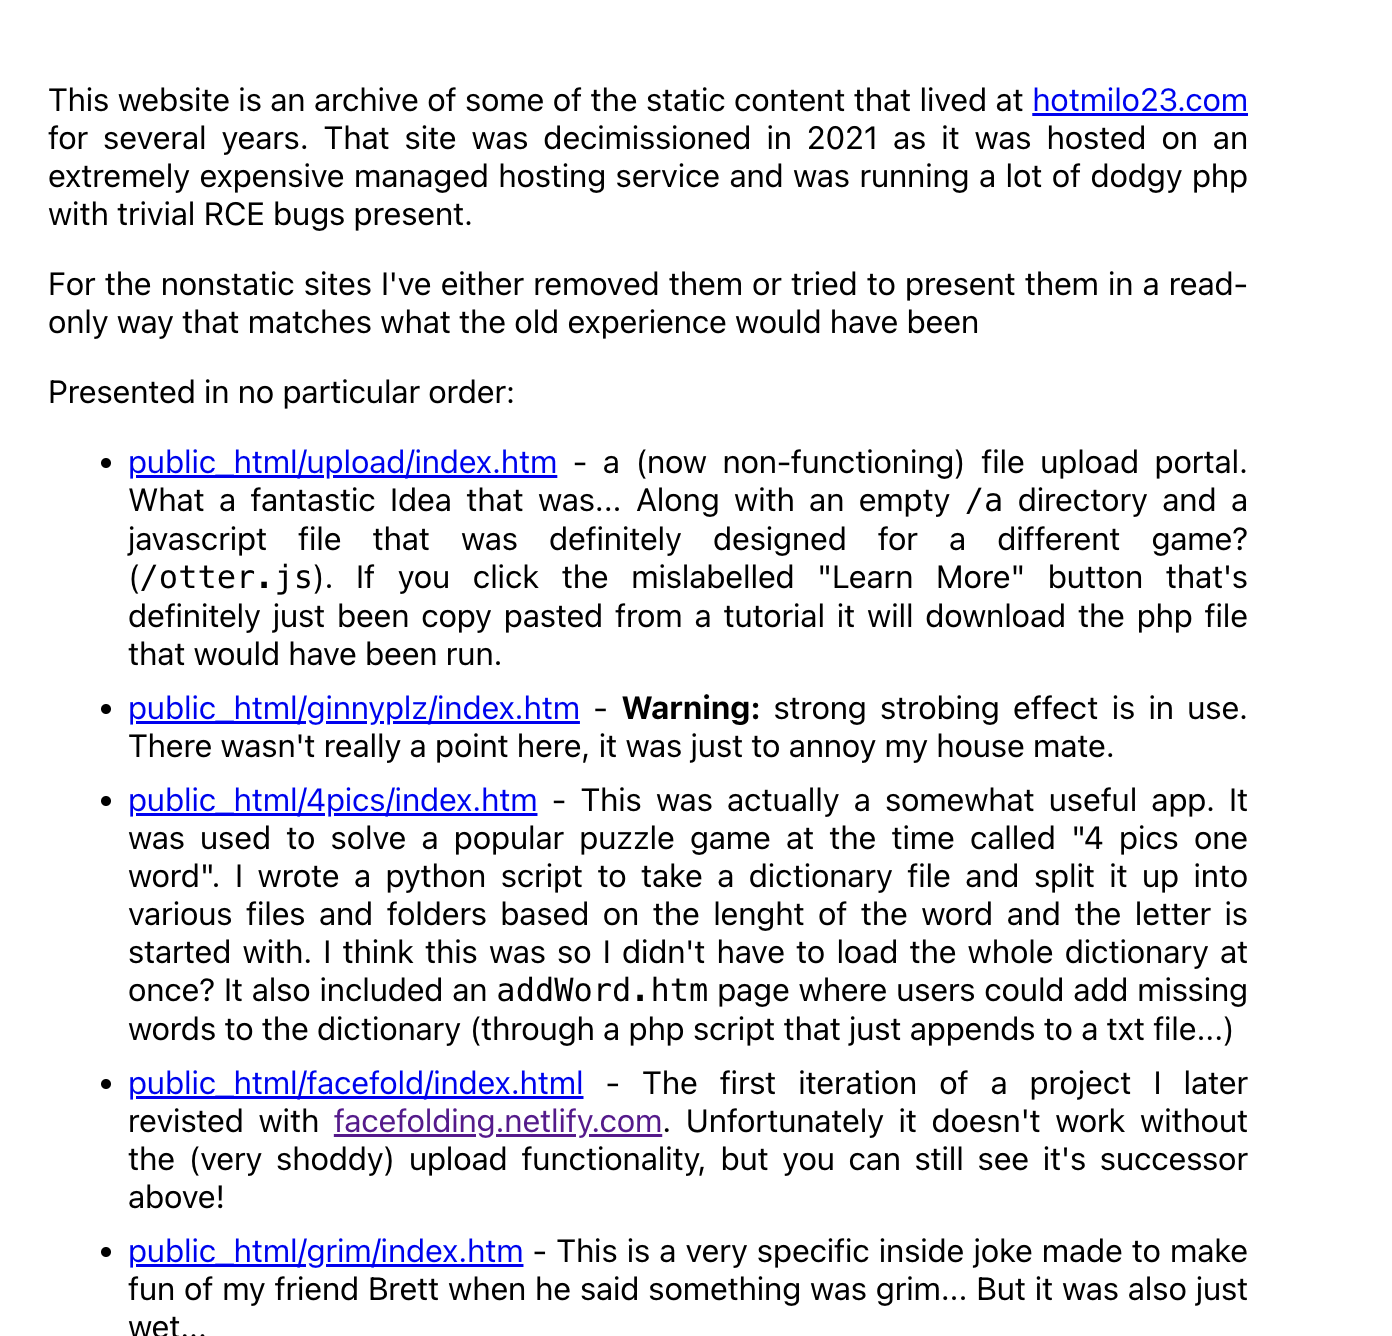 This website is an archive of some of the static content that lived at hotmilo23.com
for several years. That site was decimissioned in 2021 as it was hosted on an
extremely expensive managed hosting service and was running a lot of dodgy php
with trivial RCE bugs present.
For the nonstatic sites I've either removed them or tried to present them in a read-
only way that matches what the old experience would have been
Presented in no particular order:
• public_html/upload/index.htm - a (now non-functioning) file upload portal.
What a fantastic Idea that was... Along with an empty /a directory and a
javascript file that was definitely designed for a different game?
(/otter.js). If you click the mislabelled "Learn More" button that's
definitely just been copy pasted from a tutorial it will download the php file
that would have been run.
• public_html/ginnyplz/index.htm - Warning: strong strobing effect is in use.
There wasn't really a point here, it was just to annoy my house mate.
• public_html/4pics/index.htm - This was actually a somewhat useful app. It
was used to solve a popular puzzle game at the time called "4 pics one
word". I wrote a python script to take a dictionary file and split it up into
various files and folders based on the lenght of the word and the letter is
started with. I think this was so I didn't have to load the whole dictionary at
once? It also included an addWord.htm page where users could add missing
words to the dictionary (through a php script that just appends to a txt file...)
• public_html/facefold/index.html - The first iteration of a project I later
revisted with facefolding.netlify.com. Unfortunately it doesn't work without
the (very shoddy) upload functionality, but you can still see it's successor
above!
• public_html/grim/index.htm - This is a very specific inside joke made to make
fun of my friend Brett when he said something was grim... But it was also just
wet...